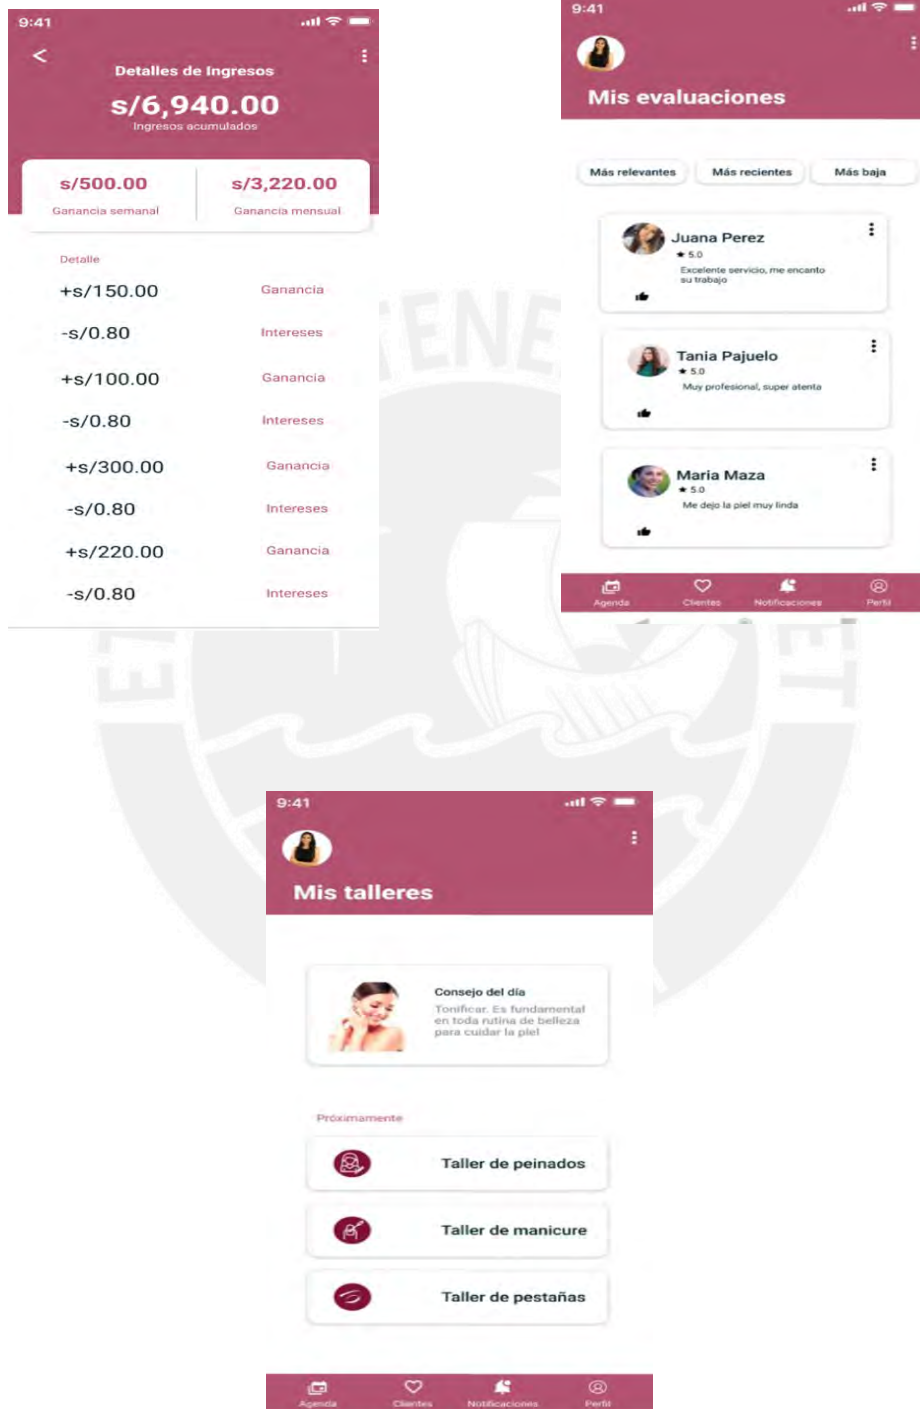 9:41
Detalles de Ingresos
s/6,940.00
Ingresos acumulados
s/500.00
s/3,220.00
Ganancia semanal
Ganancia mensual
Detalle
+s/150.00
Ganancia
-s/0.80
Intereses
+s/100.00
Ganancia
-s/0.80
Intereses
+s/300.00
Ganancia
-s/0.80
Intereses
+s/220.00
Ganancia
-s/0.80
Intereses
9:41
Mis evaluaciones
Más relevantes
Más recientes
Más baja
Juana Perez
★ 5.0
Excelente servicio, me encanto
su trabajo
Tania Pajuelo
★ 5.0
Muy profesional, super atenta
Maria Maza
★ 5.0
Me dejo la piel muy linda
Agenda
Clientes
Notificaciones
Perfil
9:41
Mis talleres
Consejo del día
Tonificar. Es fundamental
en toda rutina de belleza
para cuidar la piel
Próximamente
Taller de peinados
Taller de manicure
Taller de pestañas
Agenda
Clientes
Notificaciones
Perfil